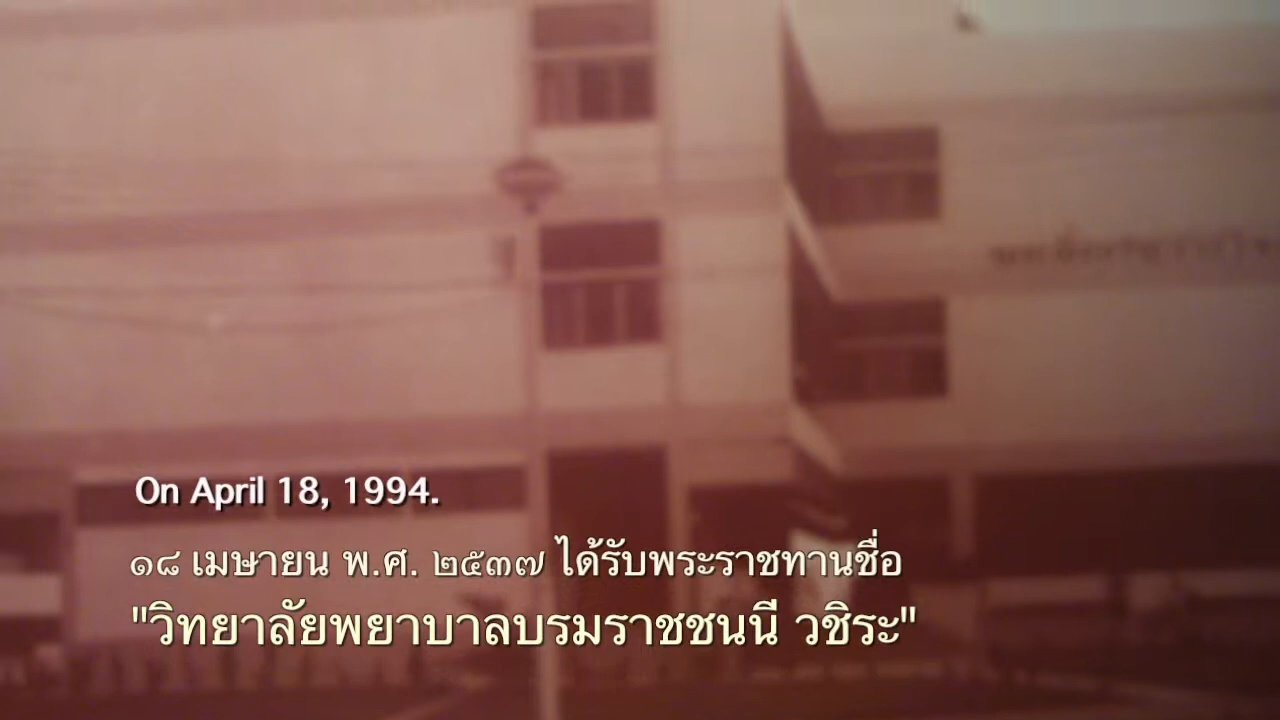 On April 18, 1994.
๑๘ เมษายน พ.ศ. ๒๕๓๗ ได้รับพระราชทานชื่อ
"วิทยาลัยพยาบาลบรมราชชนนี วชิระ"